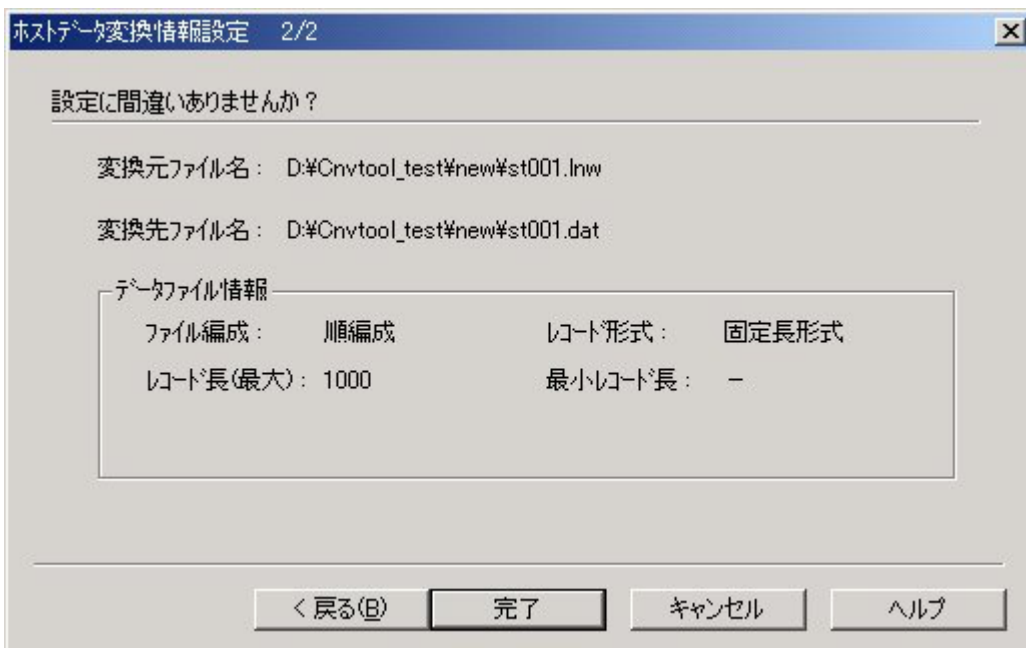 ホストデータ変換情報設定 2/2
設定に間違いありませんか？
変換元ファイル名： D:¥Cnvtool_test¥new¥st001.lnw
変換先ファイル名： D:¥Cnvtool_test¥new¥st001.dat
データファイル情報
ファイル編成： 順編成 レコード形式： 固定長形式
レコード長(最大)： 1000 最小レコード長： －
< 戻る(B) 完了 キャンセル ヘルプ